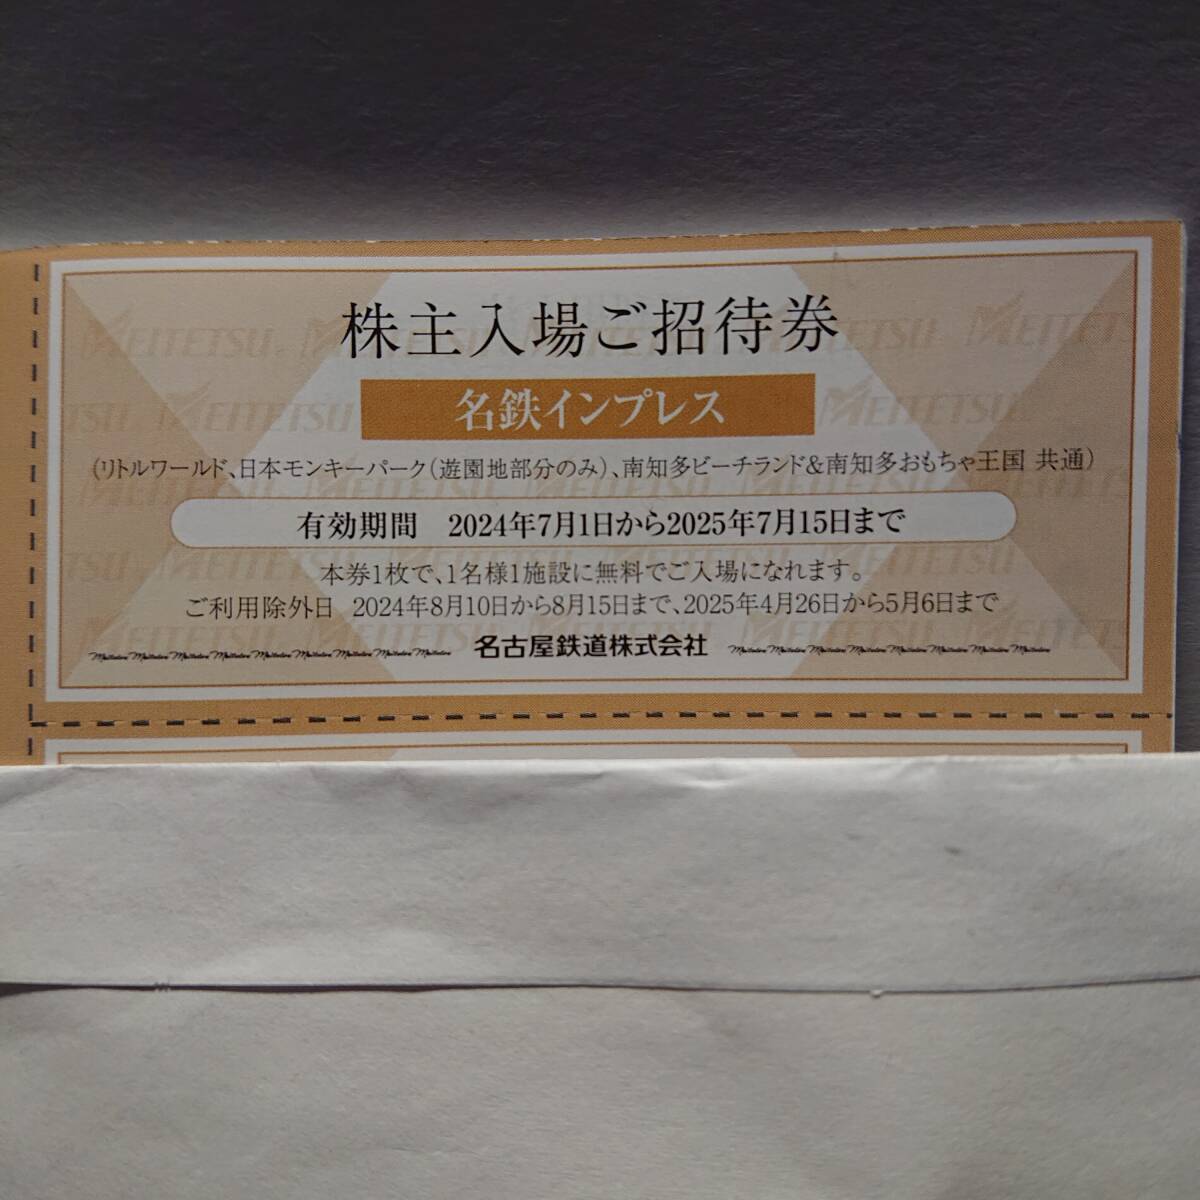 株主入場ご招待券
名鉄インプレス
(リトルワールド、日本モンキーパーク(遊園地部分のみ)、南知多ビーチランド&南知多おもちゃ王国 共通)
有効期間 2024年7月1日から2025年7月15日まで
本券1枚で、1名様1施設に無料でご入場になれます。
ご利用除外日 2024年8月10日から8月15日まで、2025年4月26日から5月6日まで
名古屋鉄道株式会社